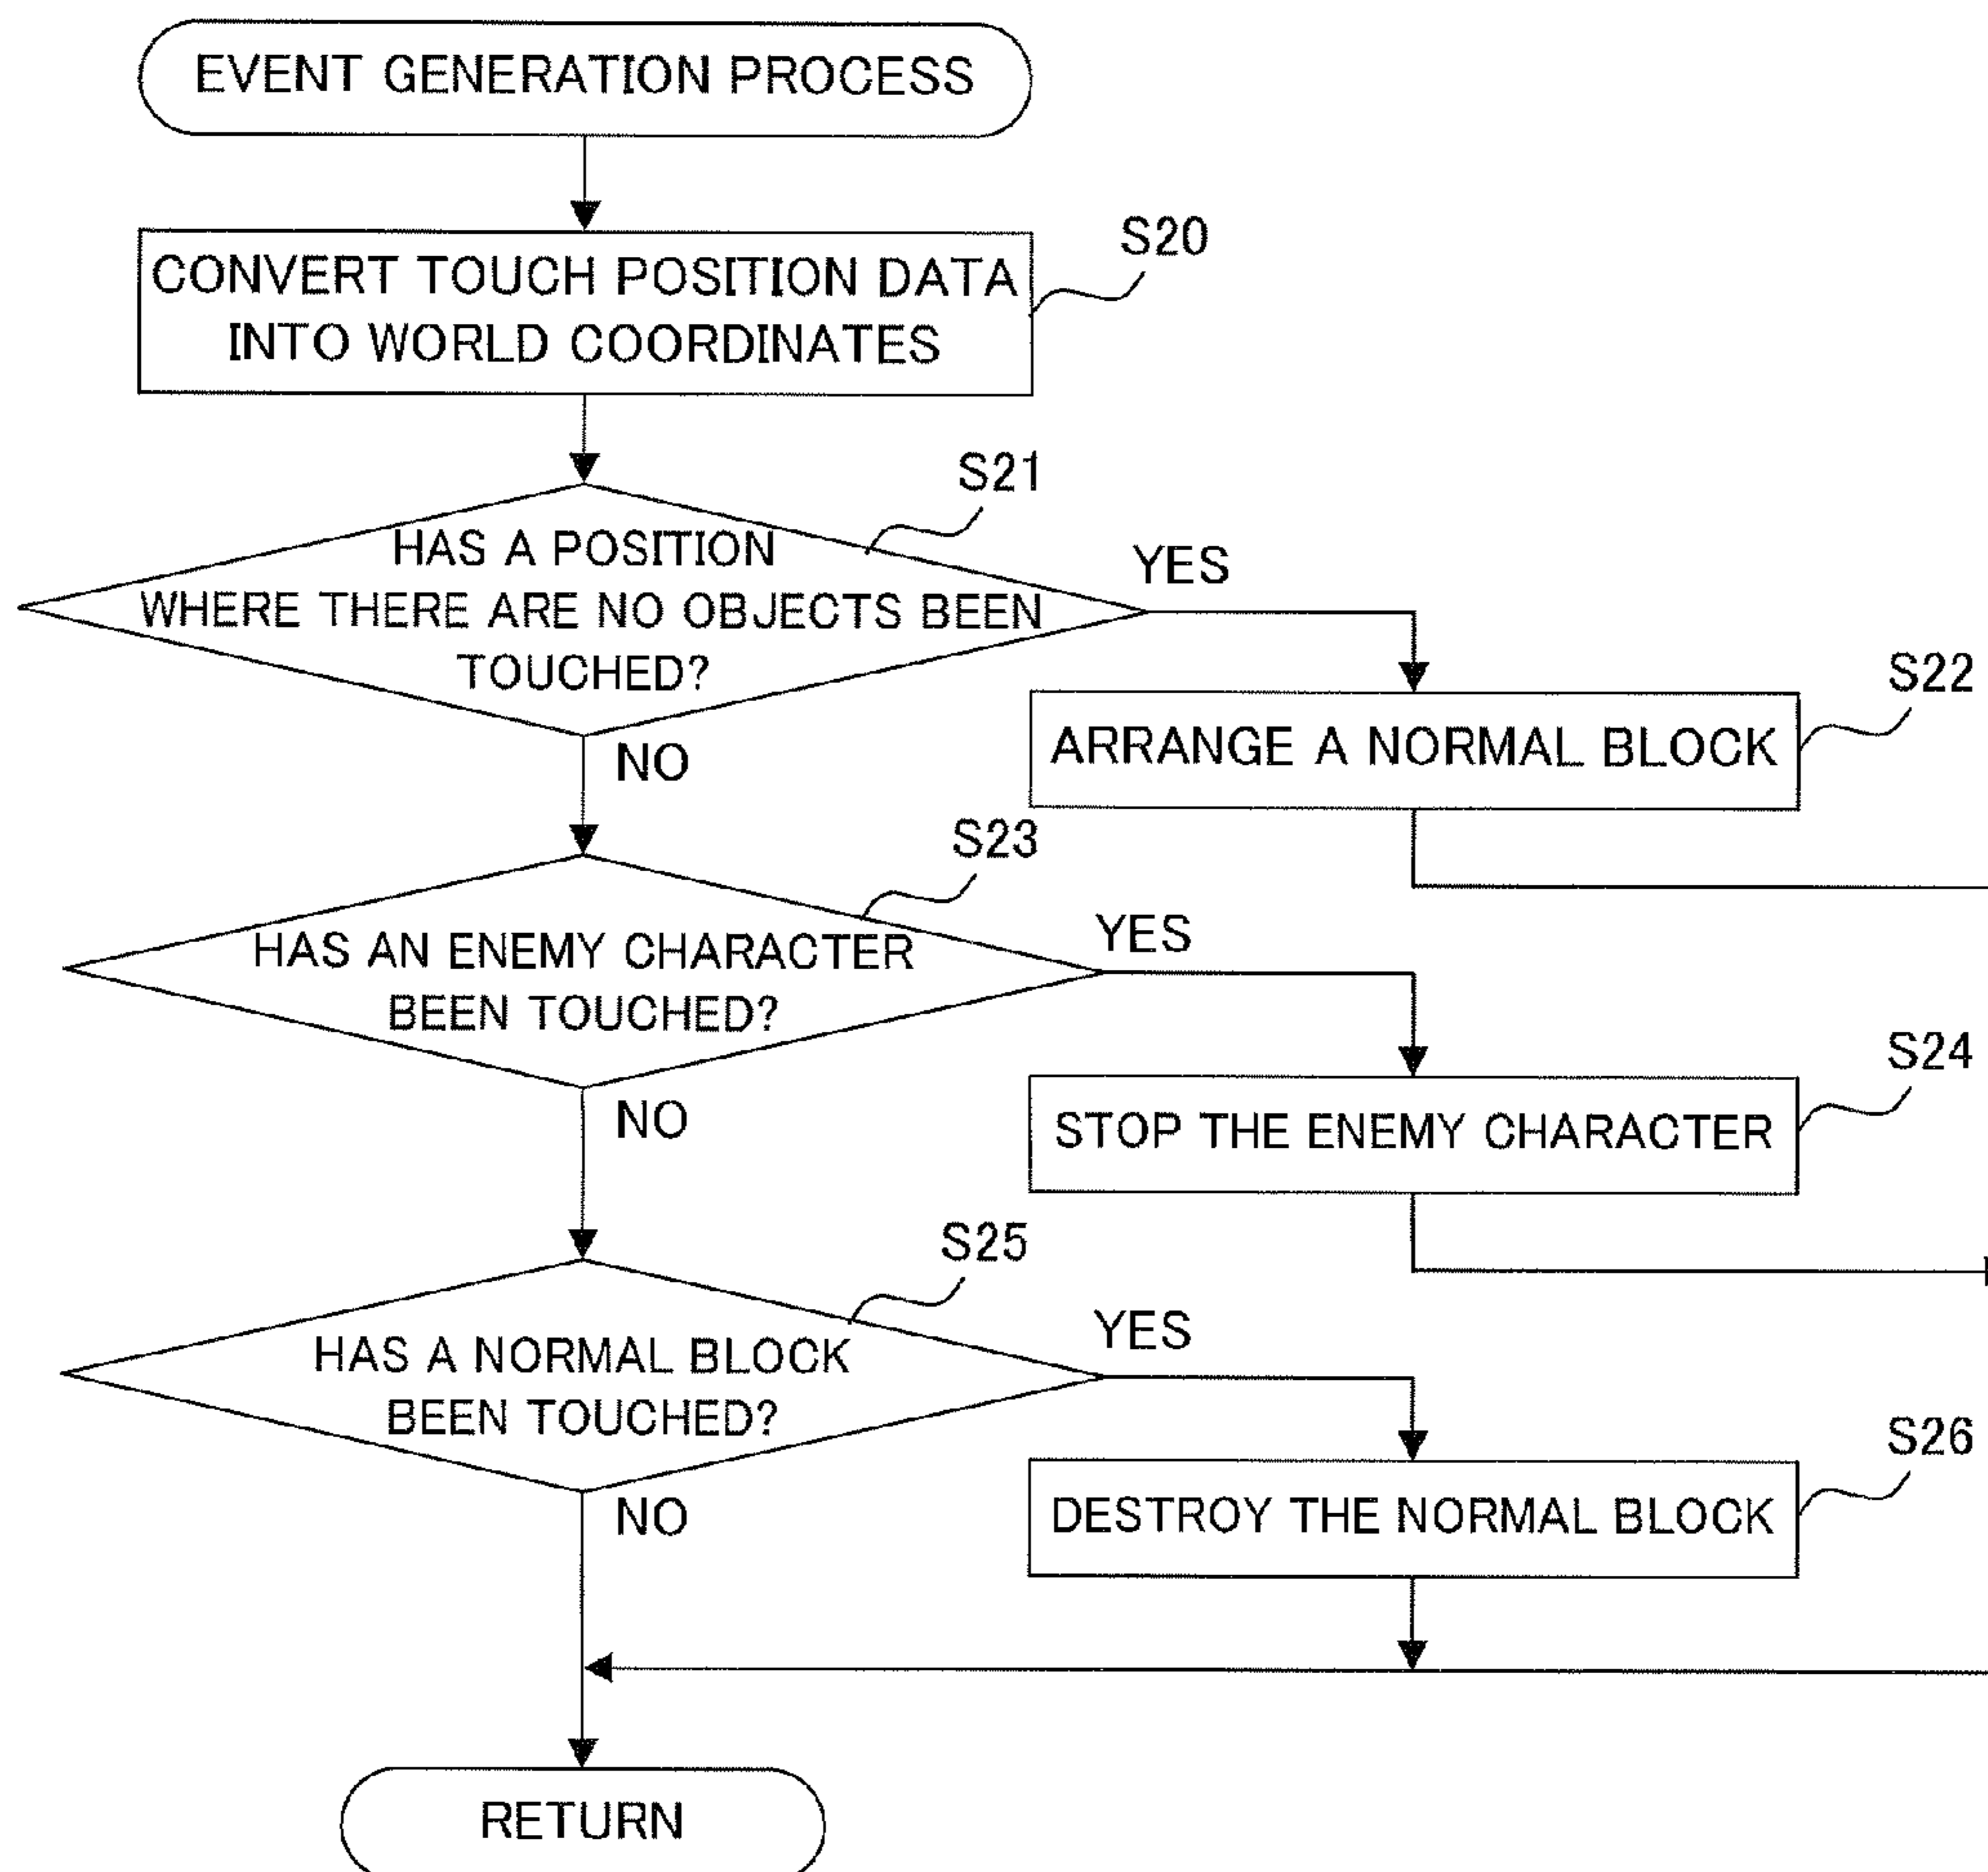 EVENT GENERATION PROCESS
S20
CONVERT TOUCH POSITION DATA
INTO WORLD COORDINATES
S21
HAS A POSITION
WHERE THERE ARE NO OBJECTS BEEN
TOUCHED?
YES
NO
S22
ARRANGE A NORMAL BLOCK
S23
HAS AN ENEMY CHARACTER
BEEN TOUCHED?
YES
NO
S24
STOP THE ENEMY CHARACTER
S25
HAS A NORMAL BLOCK
BEEN TOUCHED?
YES
NO
S26
DESTROY THE NORMAL BLOCK
RETURN